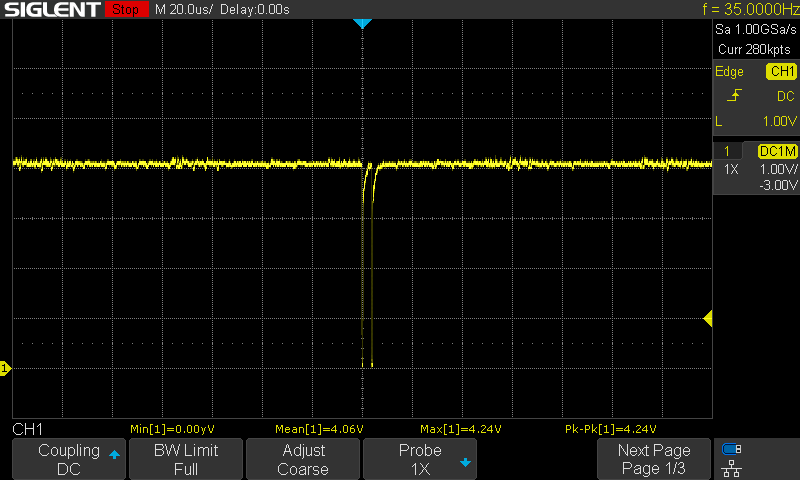 SIGLENT Stop M 20.0us/ Delay:0.00s f = 35.0000Hz
Sa 1.00GSa/s
Curr 280kpts
Edge CH1
DC
L 1.00V
1 DC1M
1X 1.00V/
-3.00V
1
CH1 Min[1]=0.00yV Mean[1]=4.06V Max[1]=4.24V Pk-Pk[1]=4.24V
Coupling BW Limit Adjust Probe Next Page
DC Full Coarse 1X Page 1/3